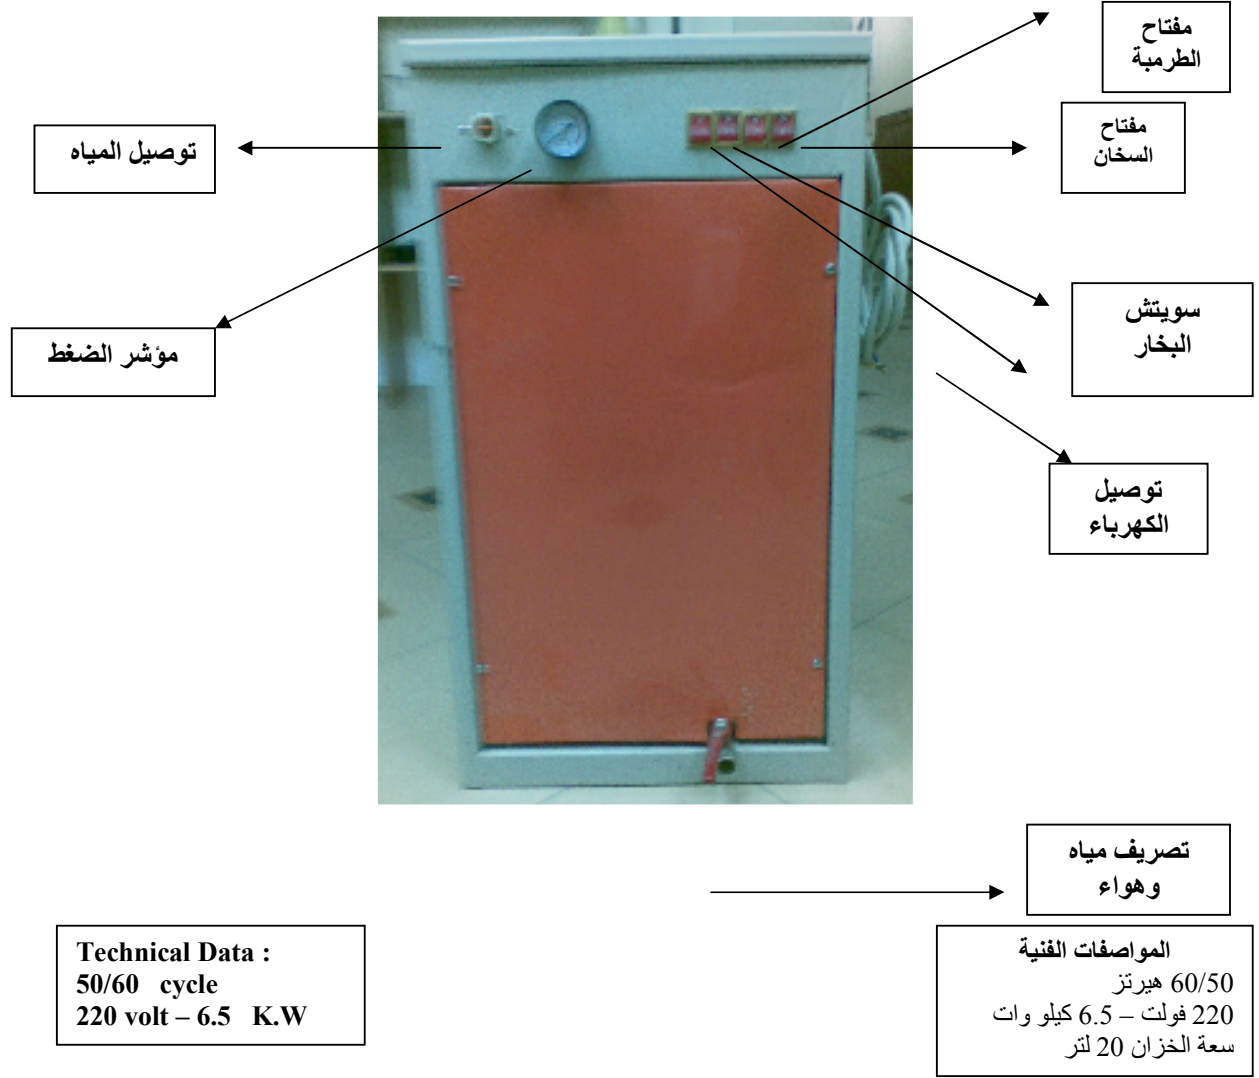 مفتاح
الطرمبة
توصيل المياه
مفتاح
السخان
سويتش
البخار
مؤشر الضغط
توصيل
الكهرباء
تصريف مياه
وهواء
Technical Data :
50/60 cycle
220 volt – 6.5 K.W
المواصفات الفنية
60/50 هيرتز
220 فولت – 6.5 كيلو وات
سعة الخزان 20 لتر